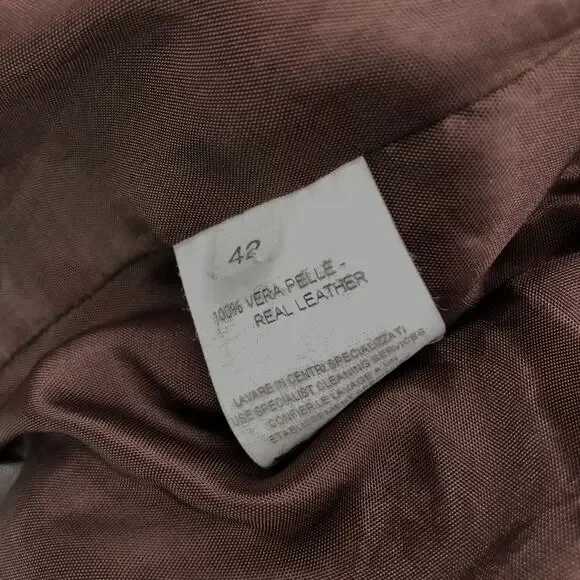 42
100% VERA PELLE -
REAL LEATHER
LAVARE IN CENTRI SPECIALIZZATI
USE SPECIALIST CLEANING SERVICES
CONFIER LE LAVAGE A UN